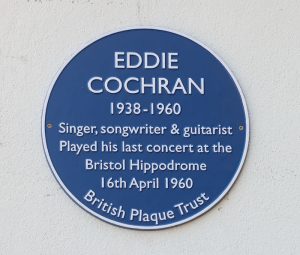 EDDIE
COCHRAN
1938-1960
Singer, songwriter & guitarist
Played his last concert at the
Bristol Hippodrome
16th April 1960
British Plaque Trust